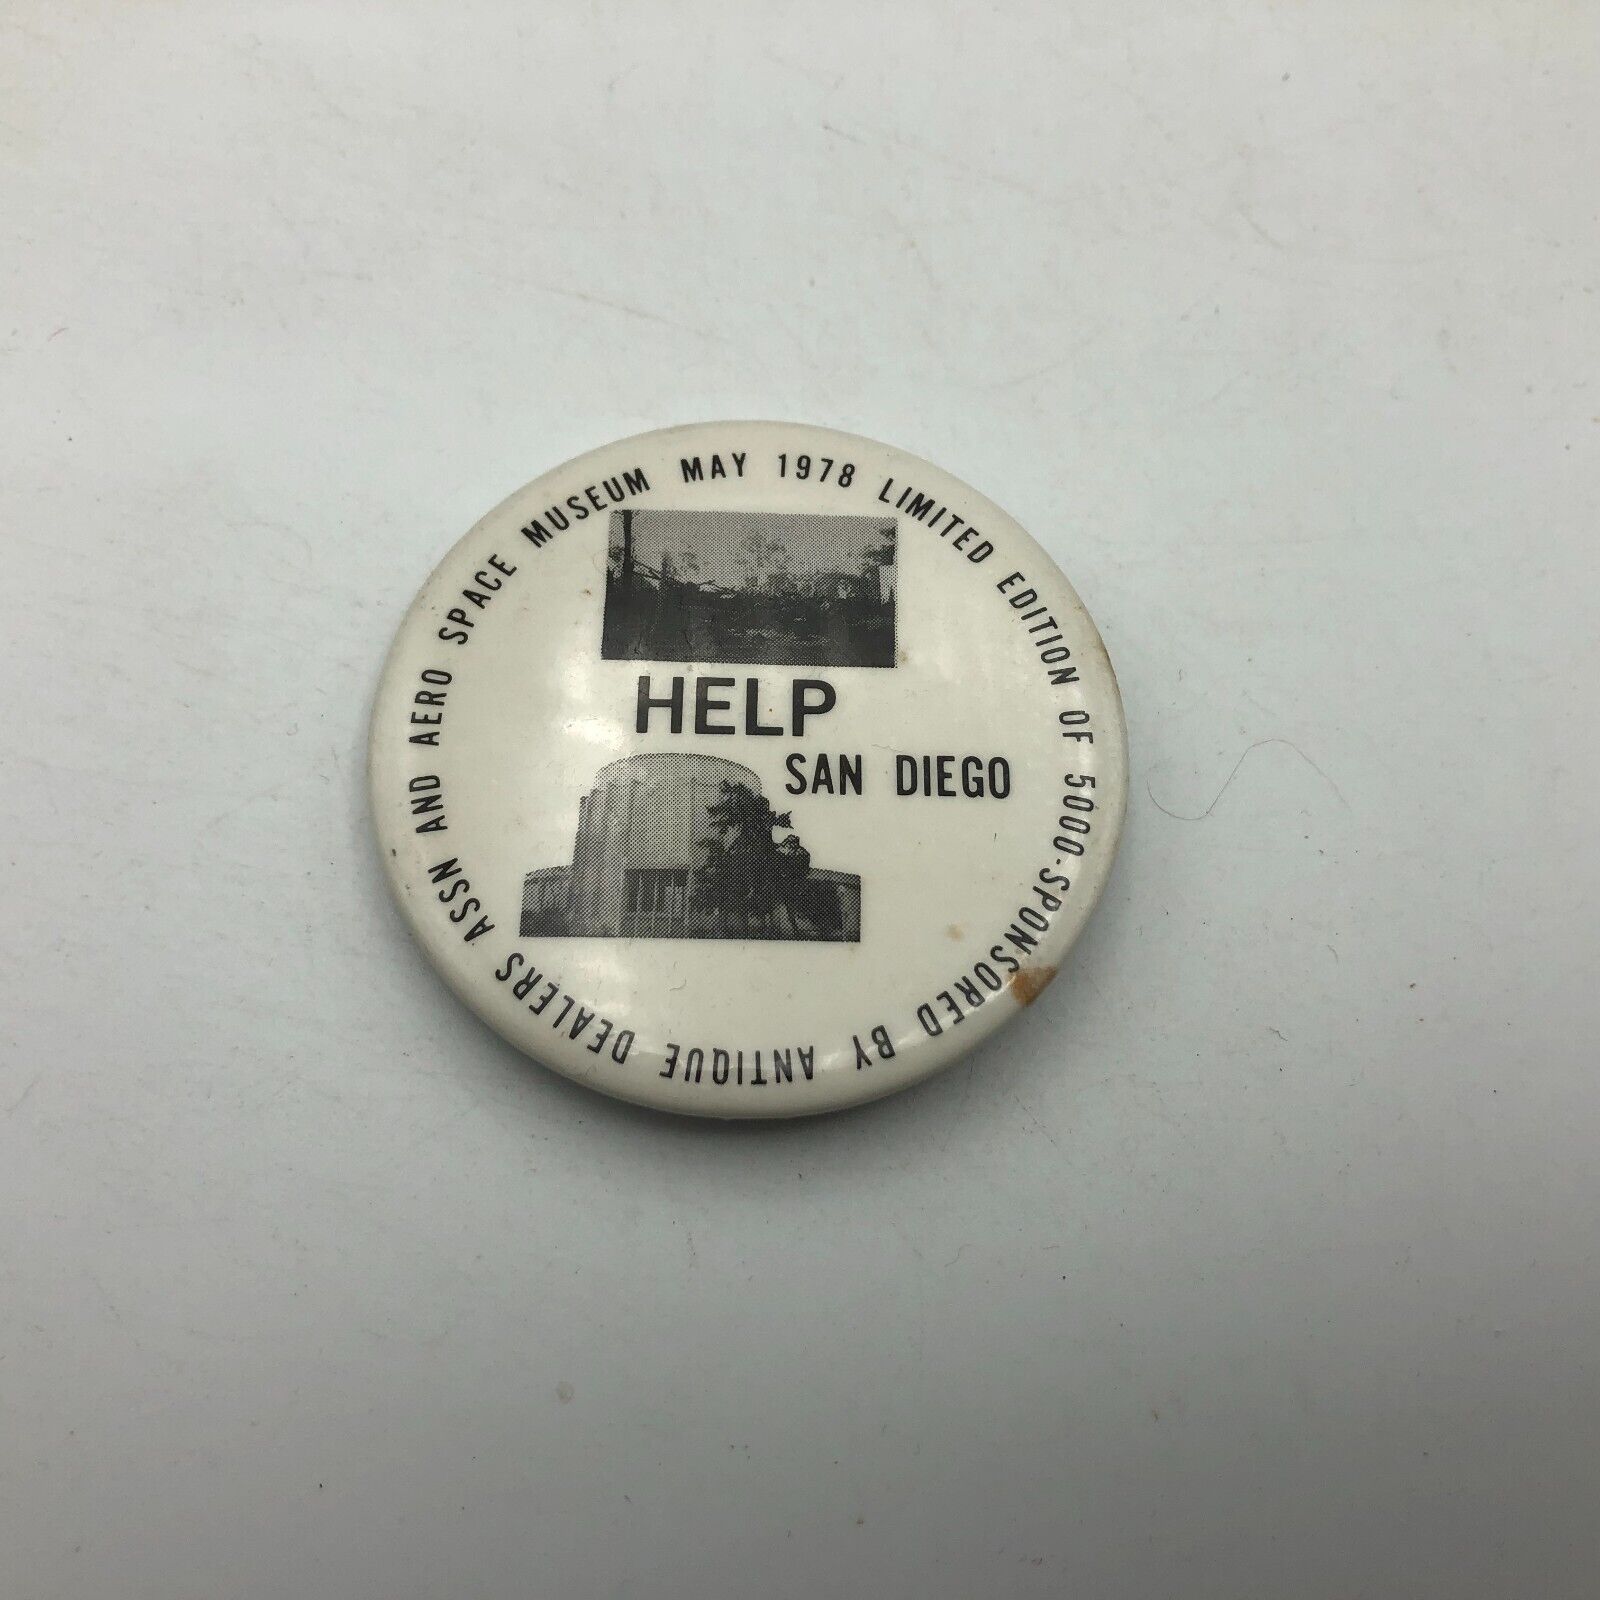 MAY 1978 LIMITED EDITION OF 5000-SPONSORED BY ANTIQUE DEALERS ASSN AND AERO SPACE MUSEUM
HELP
SAN DIEGO